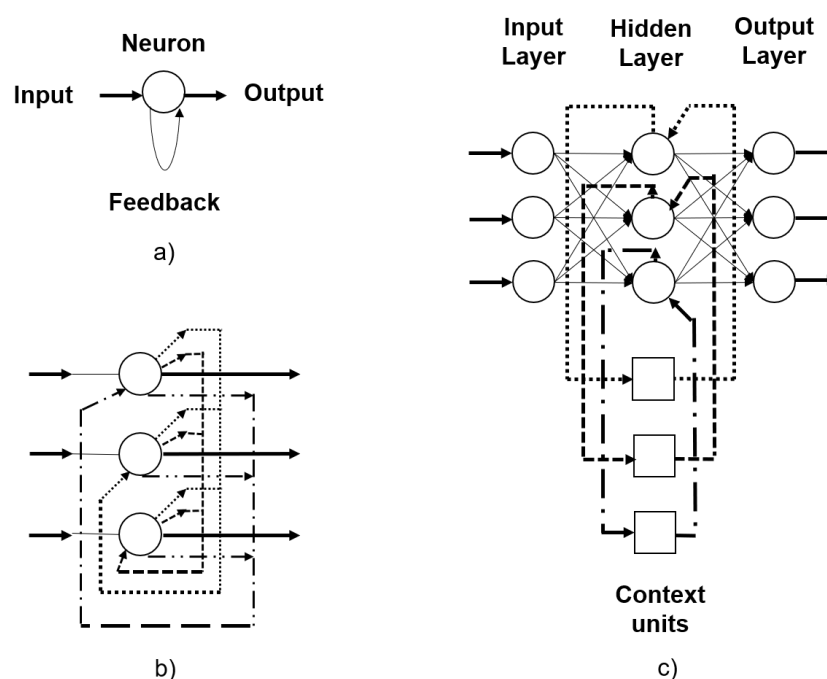 Neuron
Input
Output
Feedback
a)
b)
Input
Layer
Hidden
Layer
Output
Layer
Context
units
c)